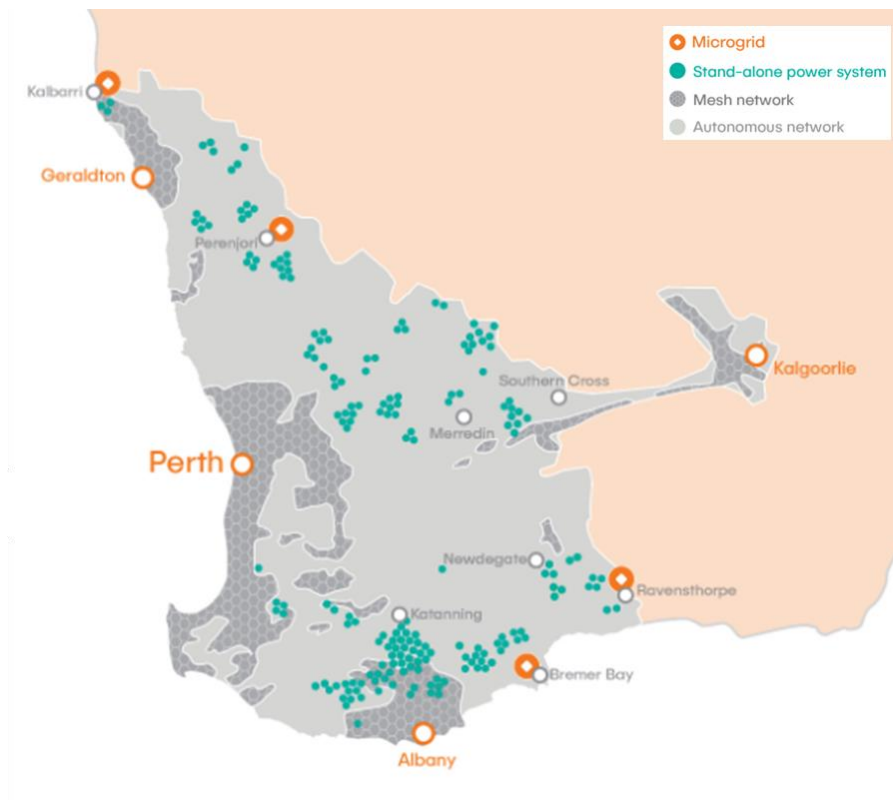 Microgrid
Stand-alone power system
Mesh network
Autonomous network
Kalbarri
Geraldton
Perenjori
Kalgoorlie
Southern Cross
Merredin
Perth
Newdegate
Ravensthorpe
Katanning
Bremer Bay
Albany